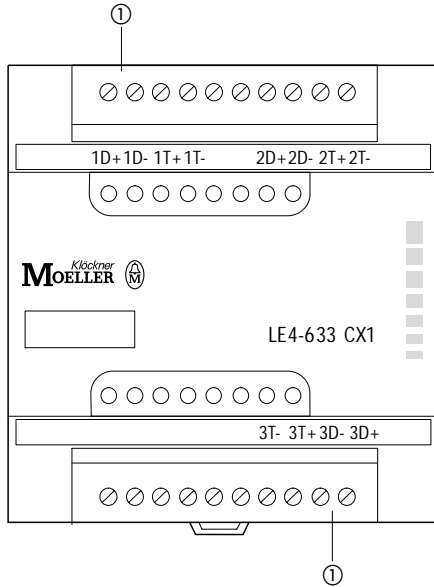 ①
1D+1D- 1T+1T- 2D+2D- 2T+2T-
Klöckner
MOELLER M
LE4-633 CX1
3T- 3T+3D- 3D+
①